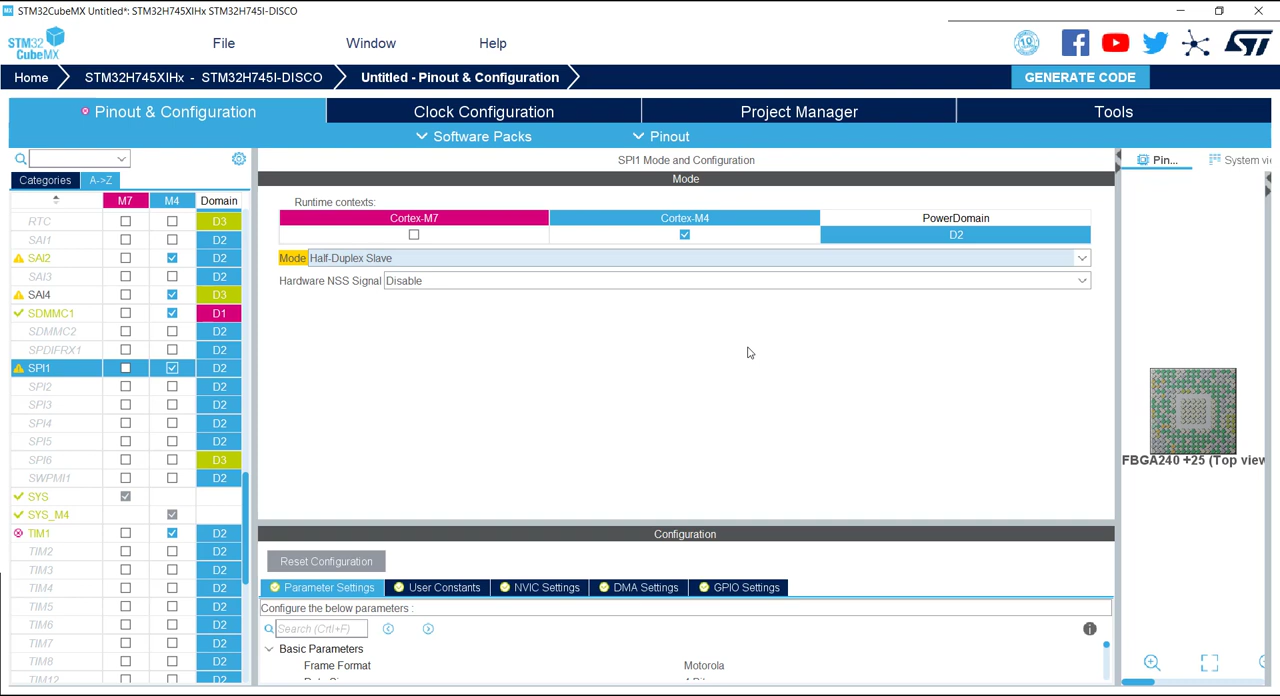 STM32CubeMX Untitled*: STM32H745XIHx STM32H745I-DISCO
STM32
CubeMX
File
Window
Help
Home
STM32H745XIHx - STM32H745I-DISCO
Untitled - Pinout & Configuration
GENERATE CODE
Pinout & Configuration
Clock Configuration
Project Manager
Tools
Software Packs
Pinout
Categories
A->Z
M7
M4
Domain
RTC D3
SAI1 D2
SAI2 D2
SAI3 D2
SAI4 D3
SDMMC1 D1
SDMMC2 D2
SPDIFRX1 D2
SPI1 D2
SPI2 D2
SPI3 D2
SPI4 D2
SPI5 D2
SPI6 D3
SWPMI1 D2
SYS
SYS_M4
TIM1 D2
TIM2 D2
TIM3 D2
TIM4 D2
TIM5 D2
TIM6 D2
TIM7 D2
TIM8 D2
TIM12 D2
SPI1 Mode and Configuration
Mode
Runtime contexts:
Cortex-M7
Cortex-M4
PowerDomain
D2
Mode Half-Duplex Slave
Hardware NSS Signal Disable
Configuration
Reset Configuration
Parameter Settings
User Constants
NVIC Settings
DMA Settings
GPIO Settings
Configure the below parameters :
Search (Crtl+F)
Basic Parameters
Frame Format Motorola
Pin...
System vi
FBGA240 +25 (Top view